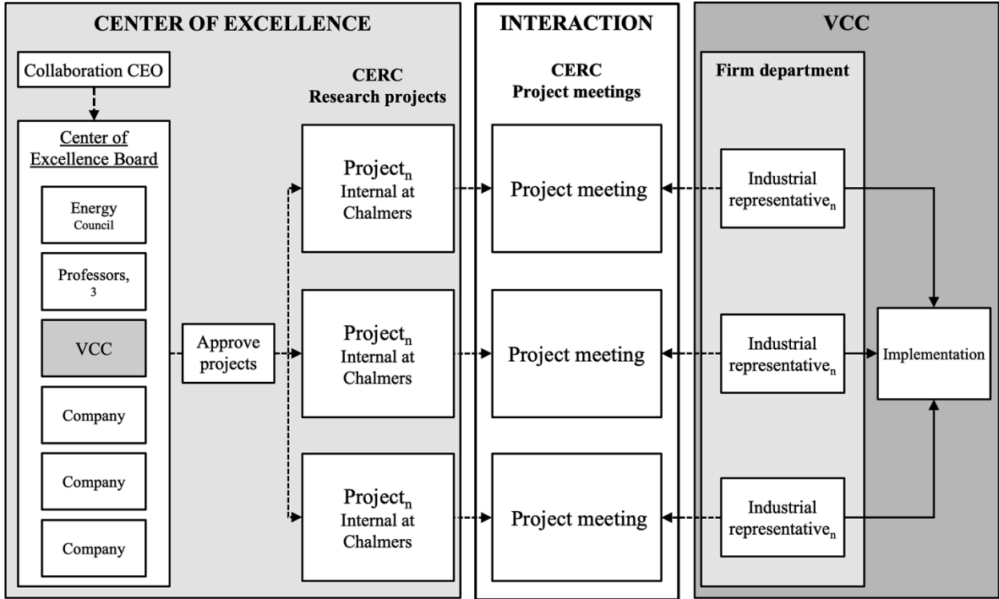 CENTER OF EXCELLENCE
Collaboration CEO
Center of
Excellence Board
Energy
Council
Professors,
3
VCC
Company
Company
Company
Approve
projects
CERC
Research projects
Projectₙ
Internal at
Chalmers
Projectₙ
Internal at
Chalmers
Projectₙ
Internal at
Chalmers
INTERACTION
CERC
Project meetings
Project meeting
Project meeting
Project meeting
VCC
Firm department
Industrial
representativeₙ
Industrial
representativeₙ
Industrial
representativeₙ
Implementation